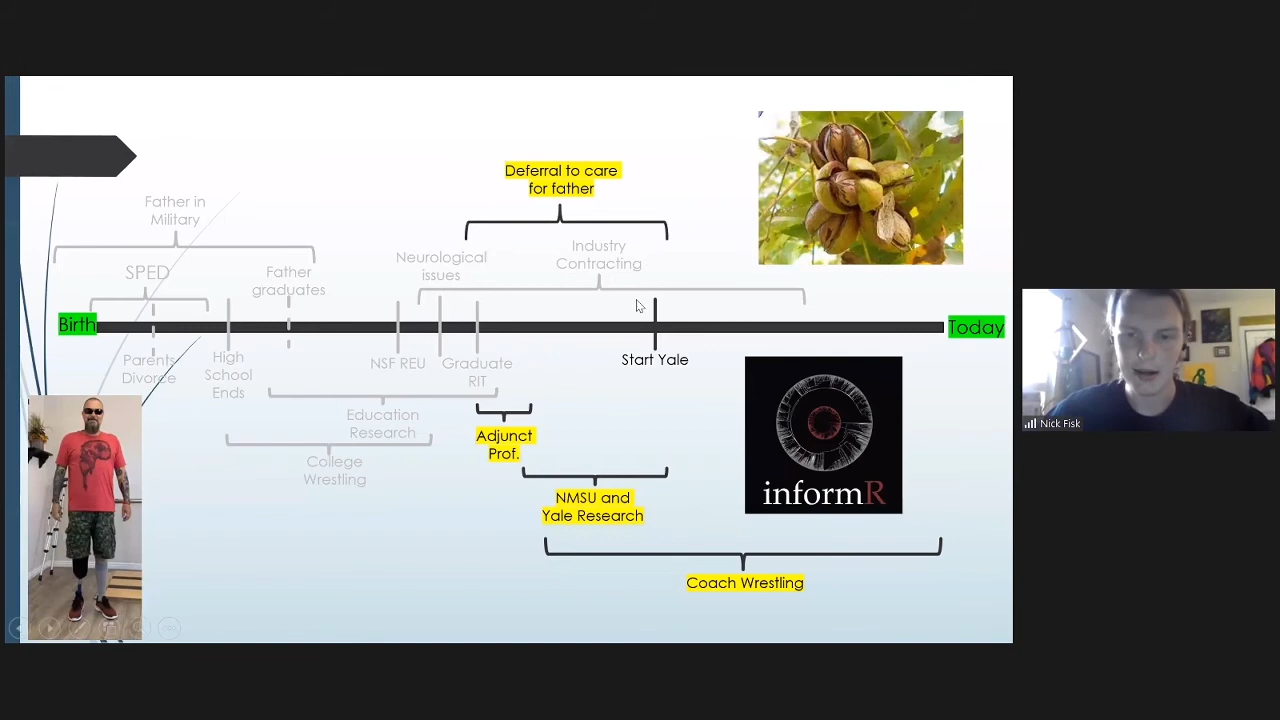 Deferral to care
for father
Father in
Military
Industry
Contracting
Neurological
issues
SPED
Father
graduates
Birth
Today
Parents
Divorce
High
School
Ends
NSF REU
Graduate
RIT
Start Yale
Education
Research
Adjunct
Prof.
College
Wrestling
NMSU and
Yale Research
informR
Coach Wrestling
Nick Fisk